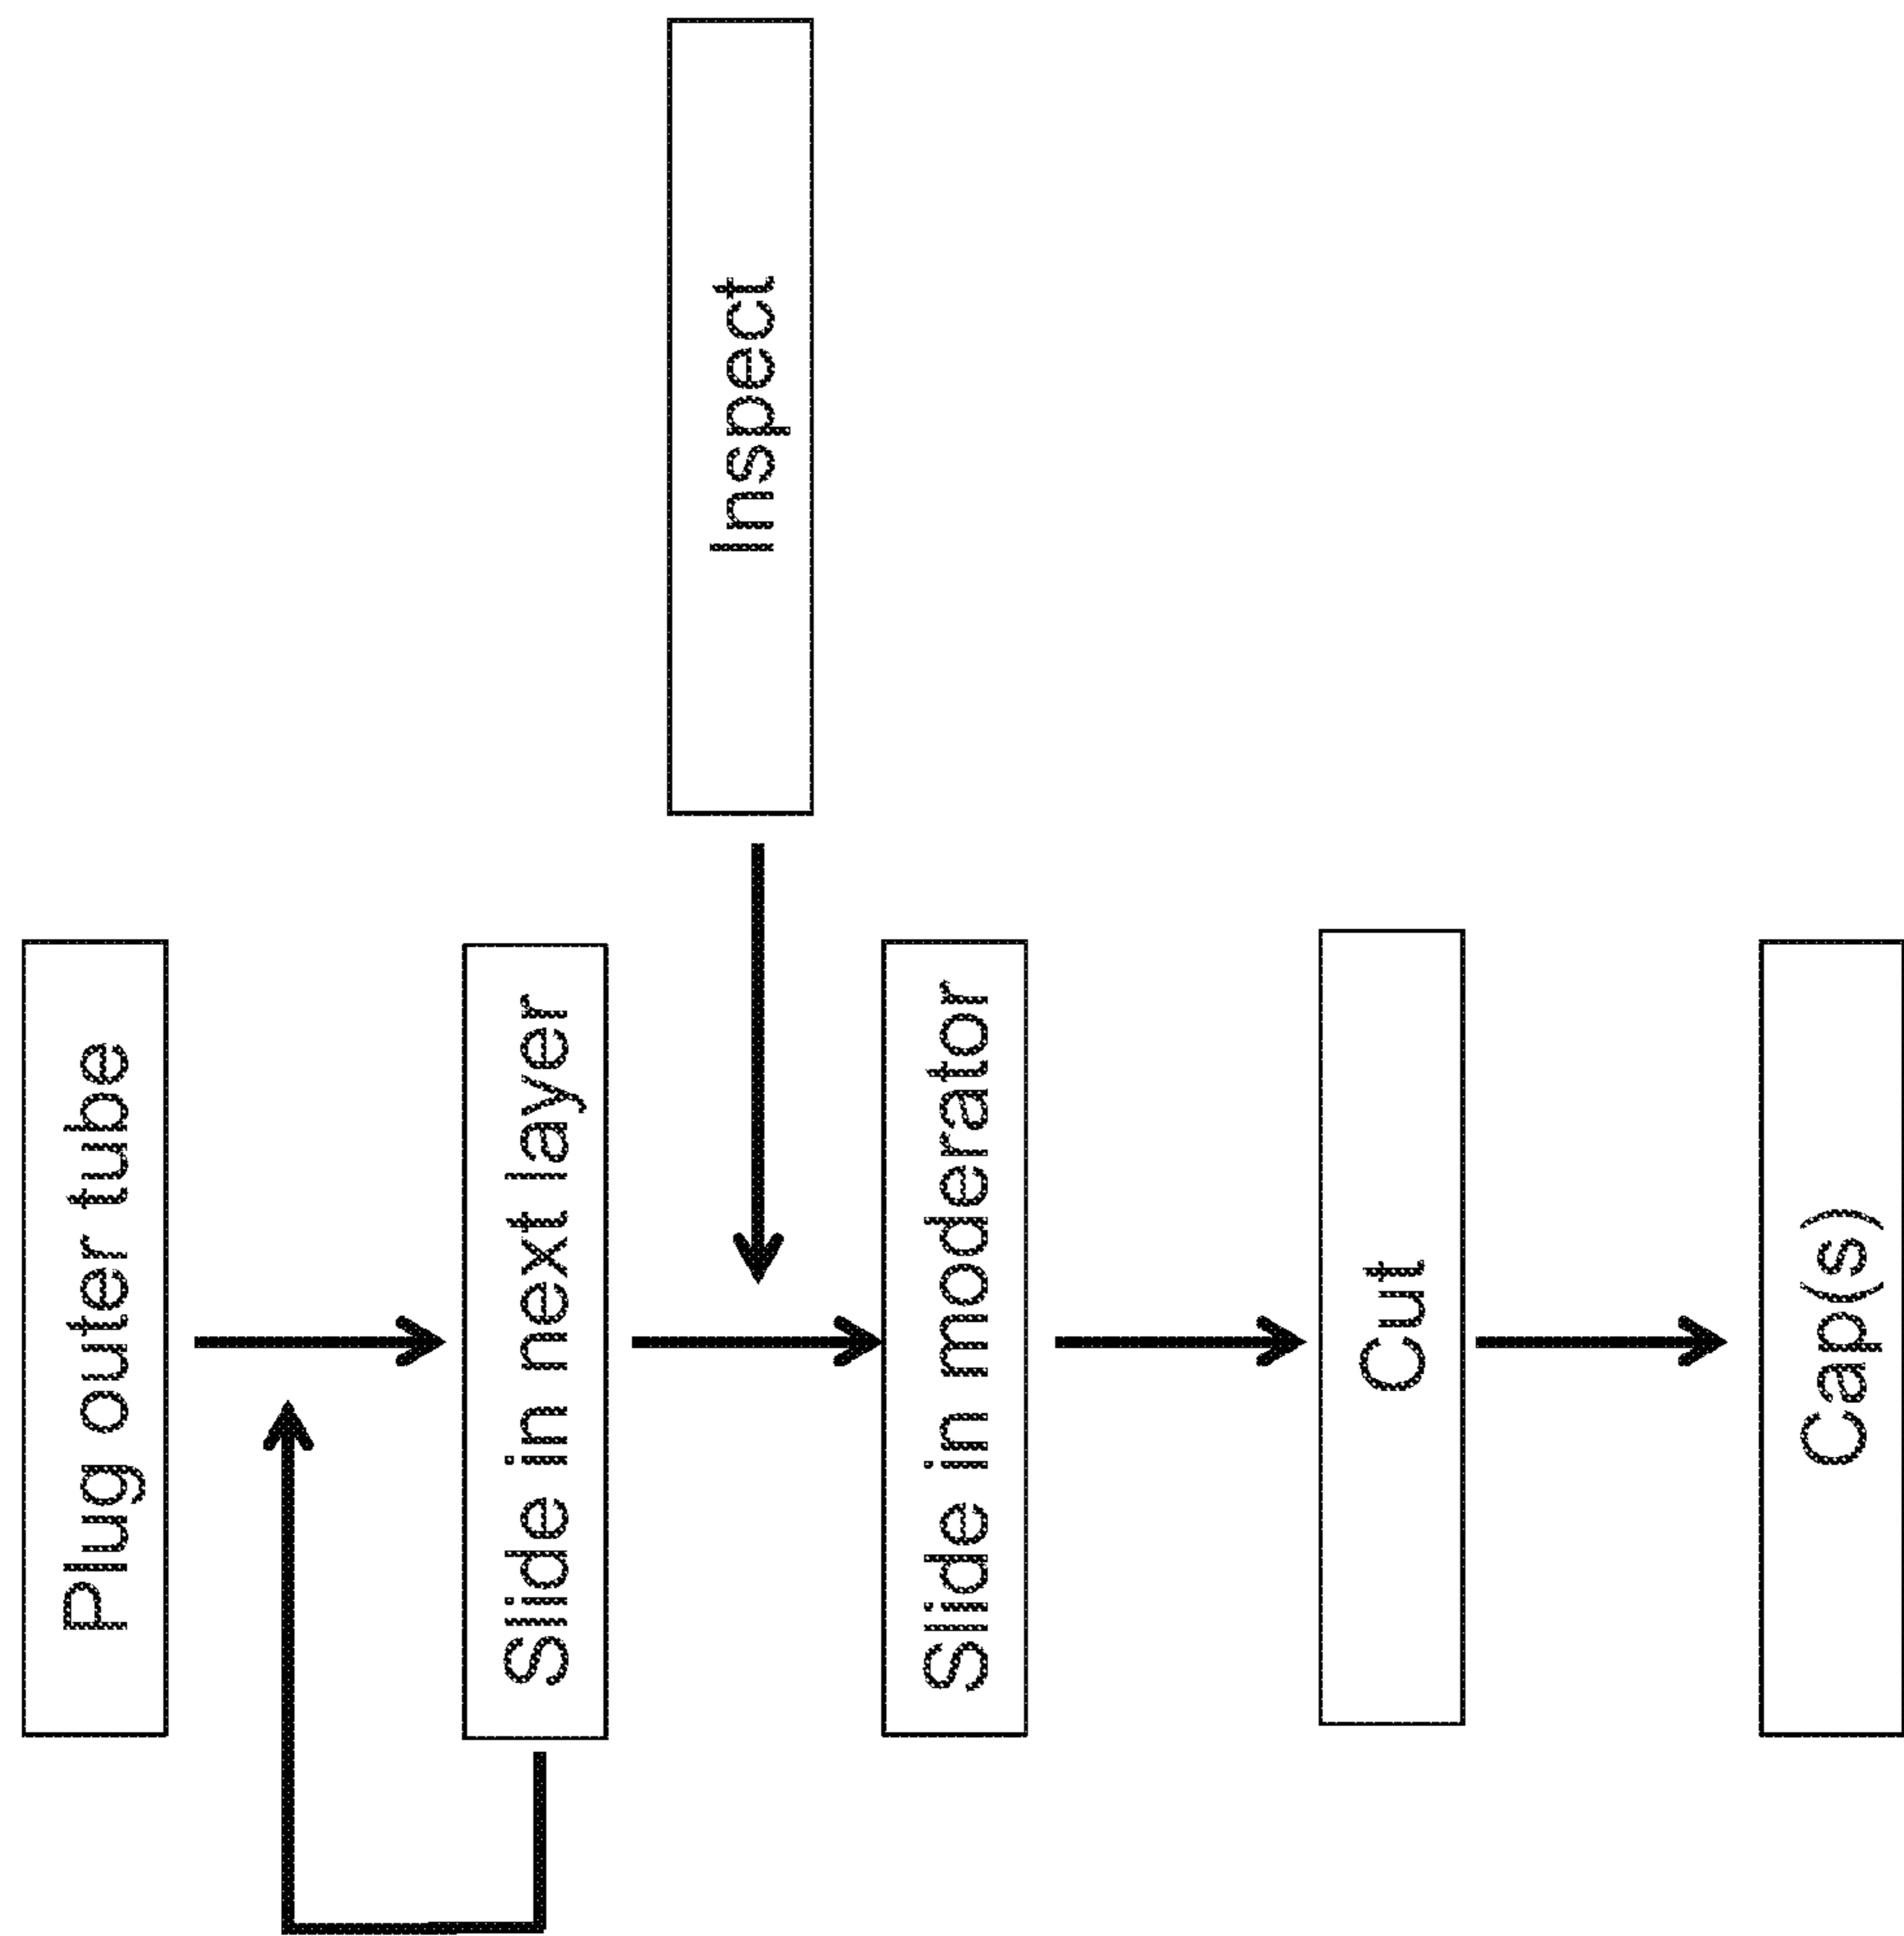 Plug outer tube
Slide in next layer
Inspect
Slide in moderator
Cut
Cap(s)